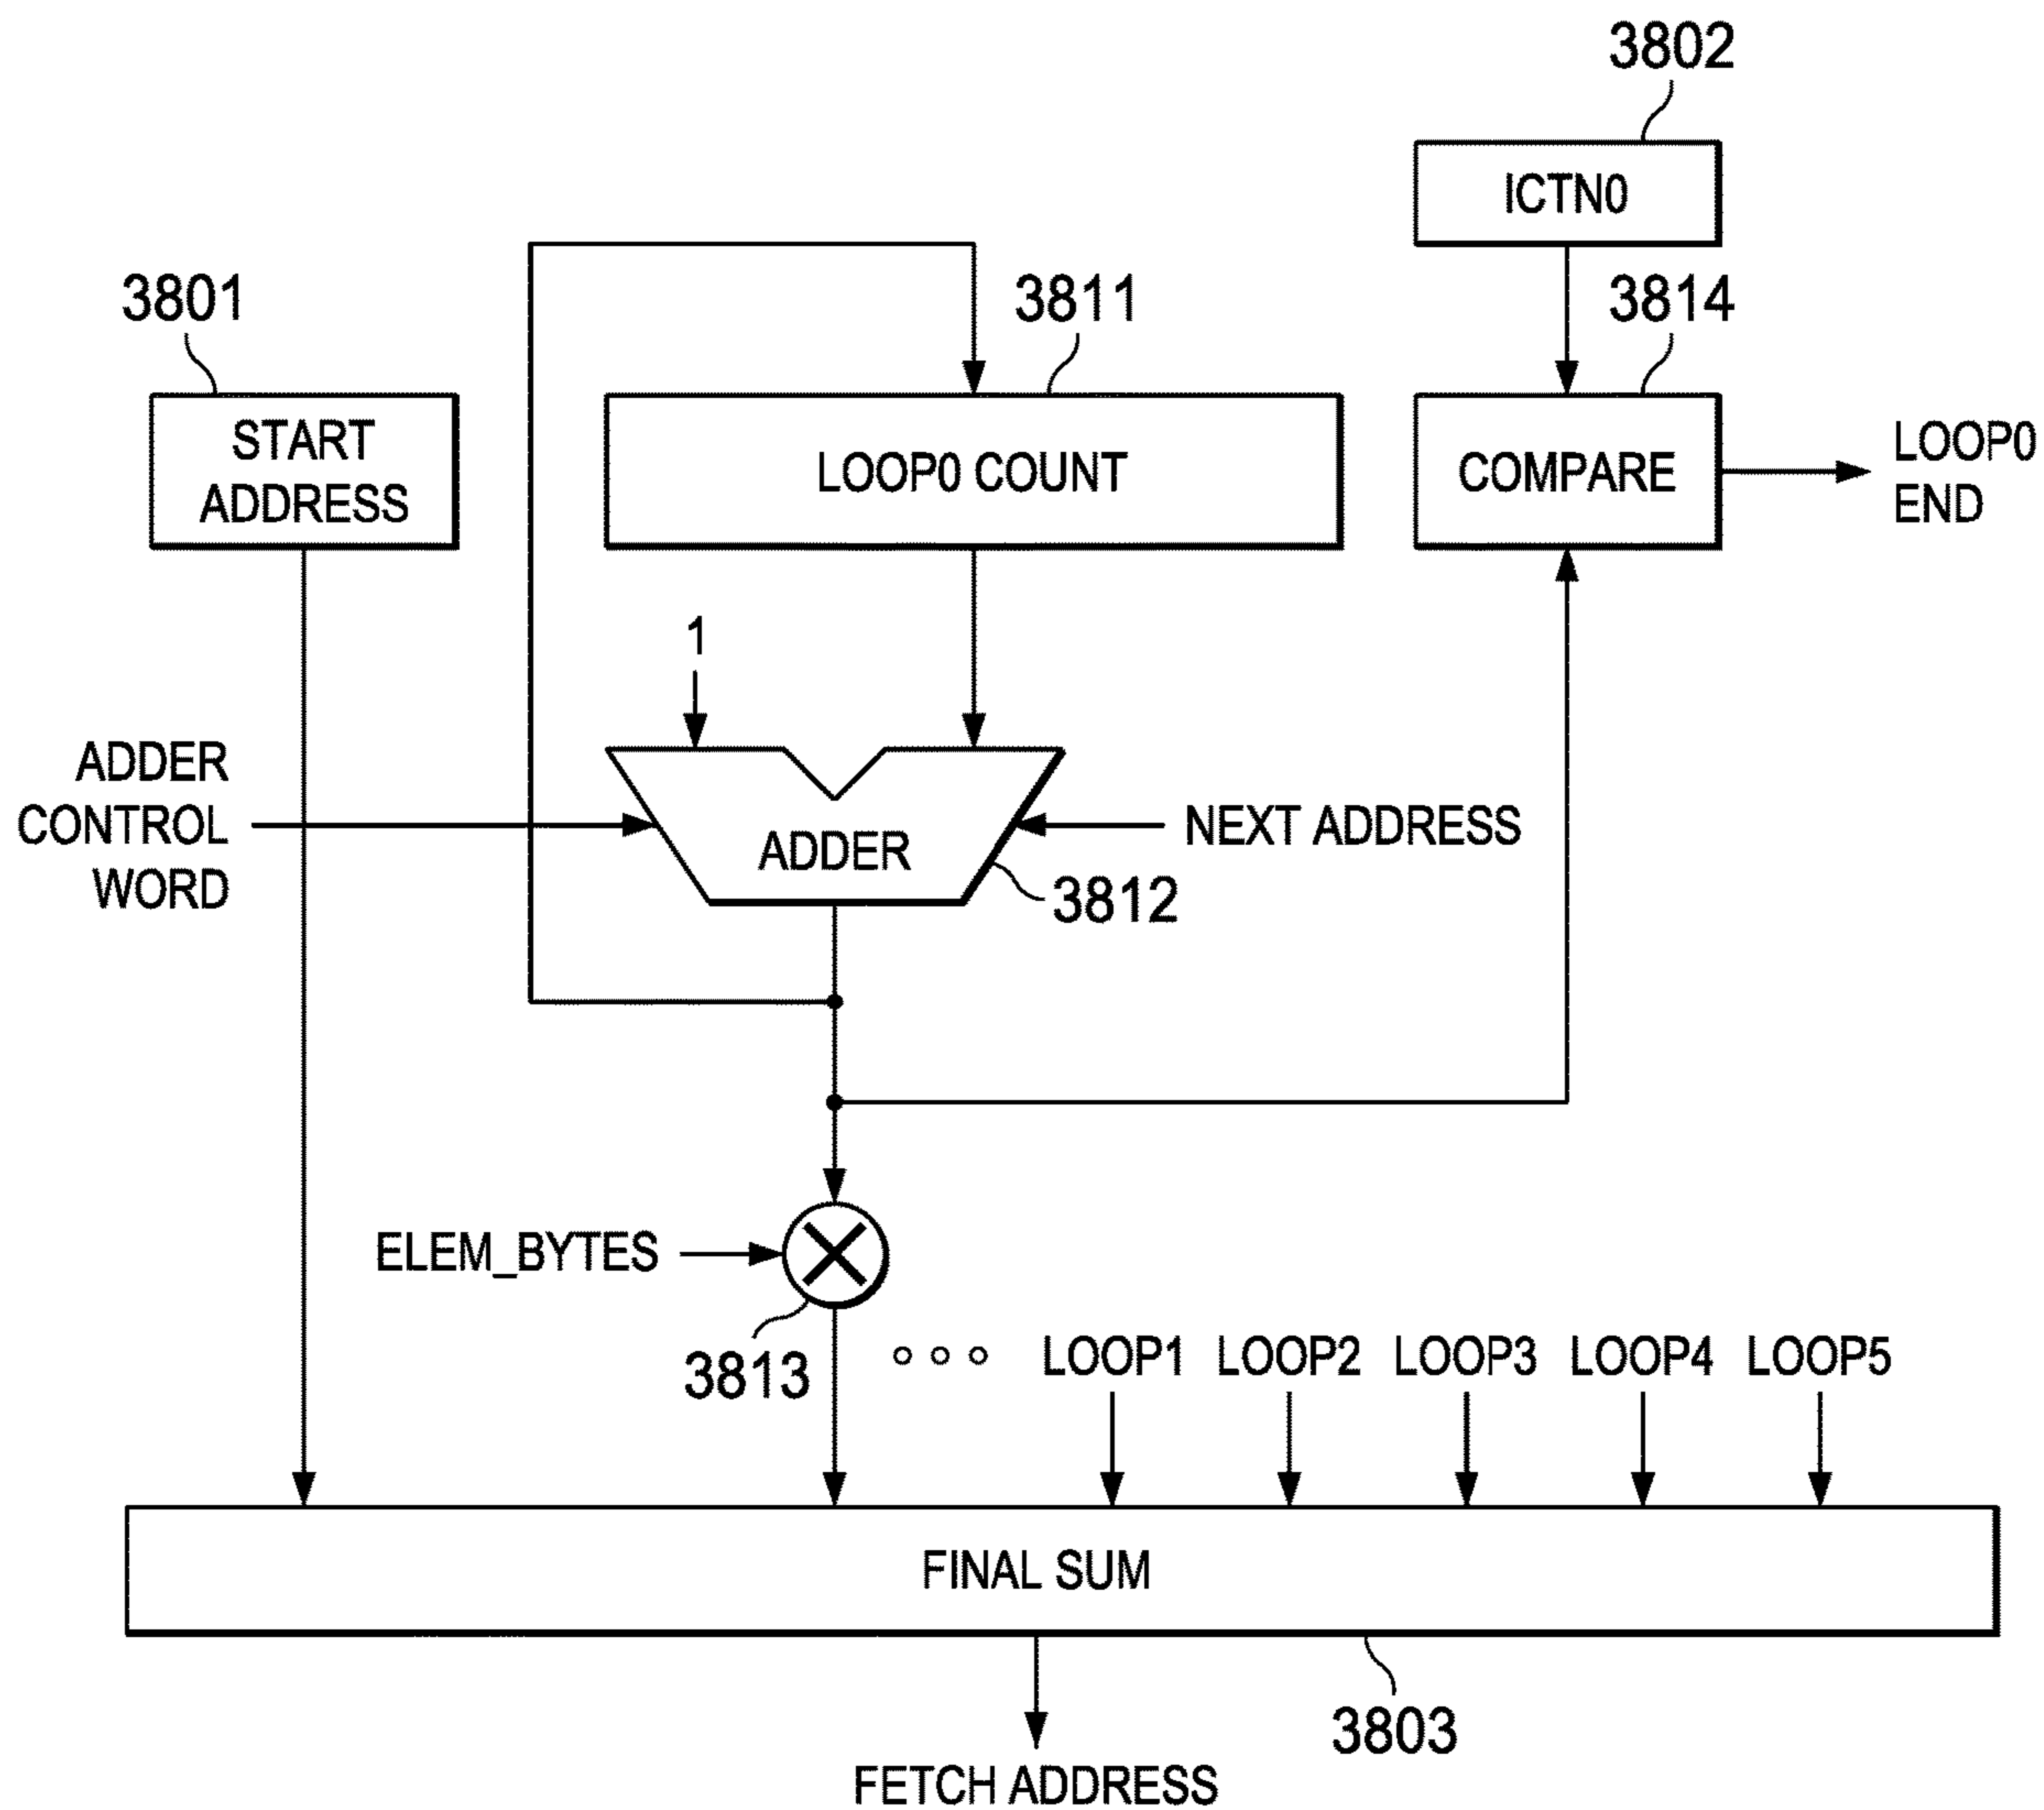 3802
ICTN0
3801
3811
3814
START
ADDRESS
LOOP0 COUNT
COMPARE
LOOP0
END
1
ADDER
CONTROL
WORD
ADDER
NEXT ADDRESS
3812
ELEM_BYTES
3813
LOOP1 LOOP2 LOOP3 LOOP4 LOOP5
FINAL SUM
3803
FETCH ADDRESS